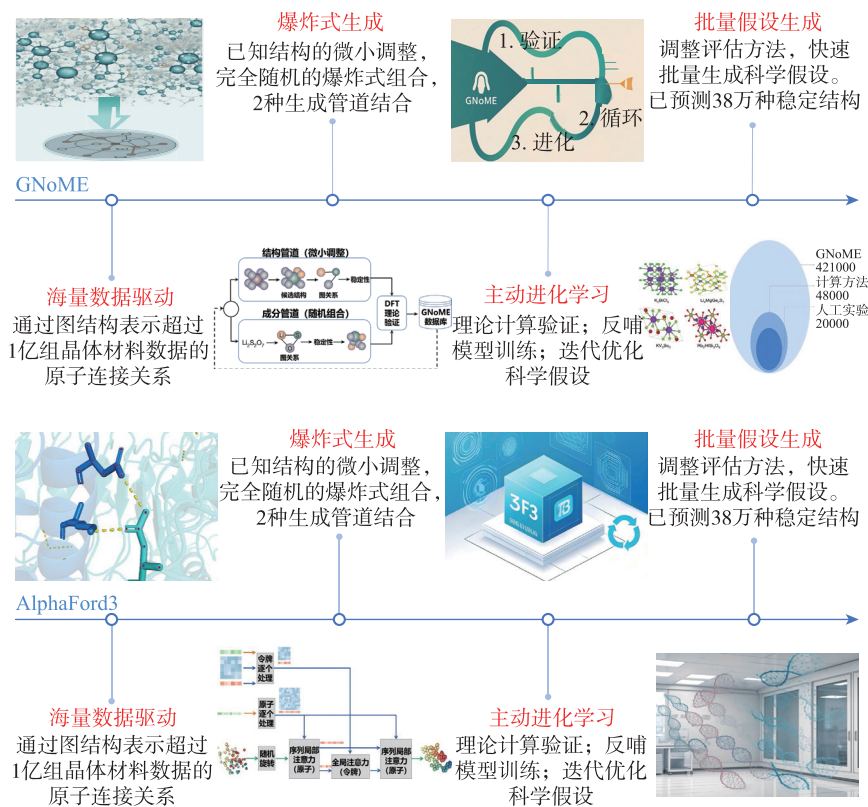 爆炸式生成
已知结构的微小调整，
完全随机的爆炸式组合，
2种生成管道结合
1. 验证
GNoME
2. 循环
3. 进化
批量假设生成
调整评估方法，快速
批量生成科学假设。
已预测38万种稳定结构
GNoME
海量数据驱动
通过图结构表示超过
1亿组晶体材料数据的
原子连接关系
结构管道（微小调整）
候选结构
图关系
稳定性
成分管道（随机组合）
Li₂S₂O₇
图关系
稳定性
DFT
理论
验证
GNoME
数据库
主动进化学习
理论计算验证；反哺
模型训练；迭代优化
科学假设
GNoME
421000
计算方法
48000
人工实验
20000
爆炸式生成
已知结构的微小调整，
完全随机的爆炸式组合，
2种生成管道结合
3F3
批量假设生成
调整评估方法，快速
批量生成科学假设。
已预测38万种稳定结构
AlphaFord3
海量数据驱动
通过图结构表示超过
1亿组晶体材料数据的
原子连接关系
令牌
逐个
处理
原子
逐个
处理
随机
旋转
序列局部
注意力
（原子）
全局注意力
（令牌）
序列局部
注意力
（原子）
主动进化学习
理论计算验证；反哺
模型训练；迭代优化
科学假设